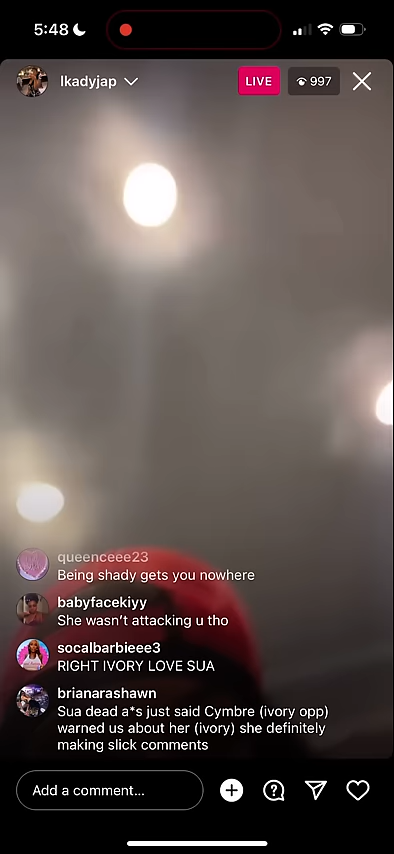 5:48
lkadyjap
LIVE
997
queenceee23
Being shady gets you nowhere
babyfacekiyy
She wasn't attacking u tho
socalbarbieee3
RIGHT IVORY LOVE SUA
brianarashawn
Sua dead a*s just said Cymbre (ivory opp)
warned us about her (ivory) she definitely
making slick comments
Add a comment...